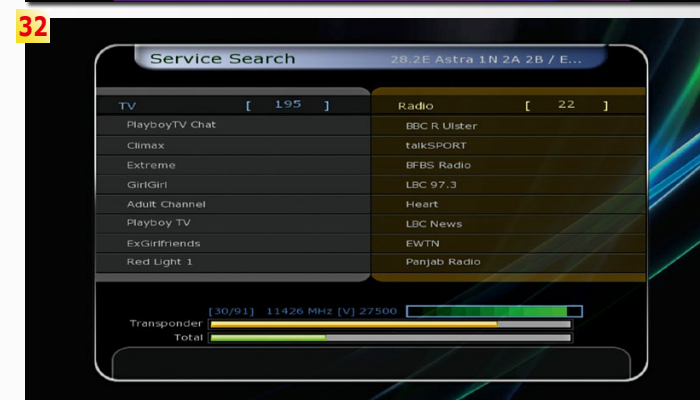 32
Service Search 28.2E Astra 1N 2A 2B / E...
TV [ 195 ] Radio [ 22 ]
PlayboyTV Chat BBC R Ulster
Climax talkSPORT
Extreme BFBS Radio
GirlGirl LBC 97.3
Adult Channel Heart
Playboy TV LBC News
ExGirlfriends EWTN
Red Light 1 Panjab Radio
[30/91] 11426 MHz [V] 27500
Transponder
Total